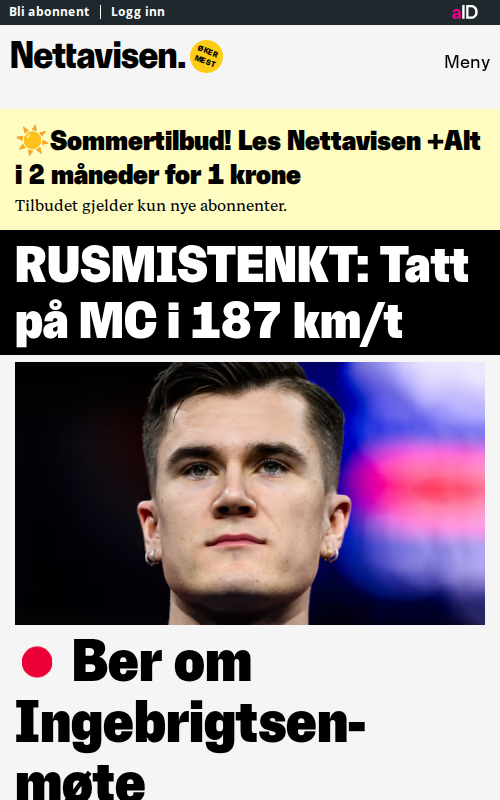 Bli abonnent | Logg inn
aID
Nettavisen.
ØKER
MEST
Meny
☀️Sommertilbud! Les Nettavisen +Alt
i 2 måneder for 1 krone
Tilbudet gjelder kun nye abonnenter.
RUSMISTENKT: Tatt
på MC i 187 km/t
Ber om
Ingebrigtsen-
møte